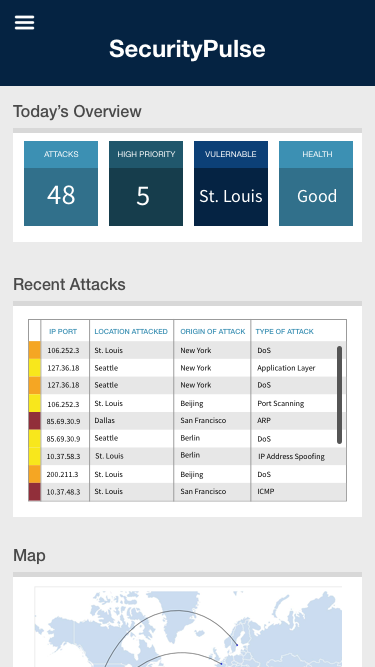 SecurityPulse
Today's Overview
ATTACKS HIGH PRIORITY VULERNABLE HEALTH
48 5 St. Louis Good
Recent Attacks
IP PORT LOCATION ATTACKED ORIGIN OF ATTACK TYPE OF ATTACK
106.252.3 St. Louis New York DoS
127.36.18 Seattle New York Application Layer
127.36.18 Seattle New York DoS
106.252.3 St. Louis Beijing Port Scanning
85.69.30.9 Dallas San Francisco ARP
85.69.30.9 Seattle Berlin DoS
10.37.58.3 St. Louis Berlin IP Address Spoofing
200.211.3 St. Louis Beijing DoS
10.37.48.3 St. Louis San Francisco ICMP
Map